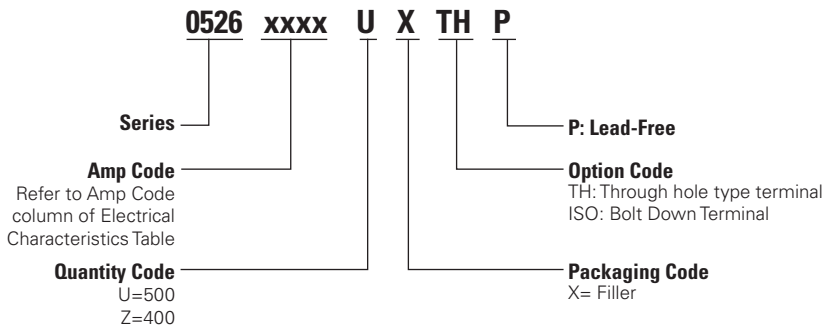 0526 xxxx U X TH P
Series
Amp Code
Refer to Amp Code
column of Electrical
Characteristics Table
Quantity Code
U=500
Z=400
P: Lead-Free
Option Code
TH: Through hole type terminal
ISO: Bolt Down Terminal
Packaging Code
X= Filler